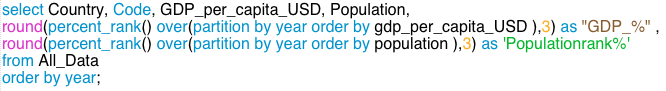 select Country, Code, GDP_per_capita_USD, Population,
round(percent_rank() over(partition by year order by gdp_per_capita_USD ),3) as "GDP_%" ,
round(percent_rank() over(partition by year order by population ),3) as 'Populationrank%'
from All_Data
order by year;